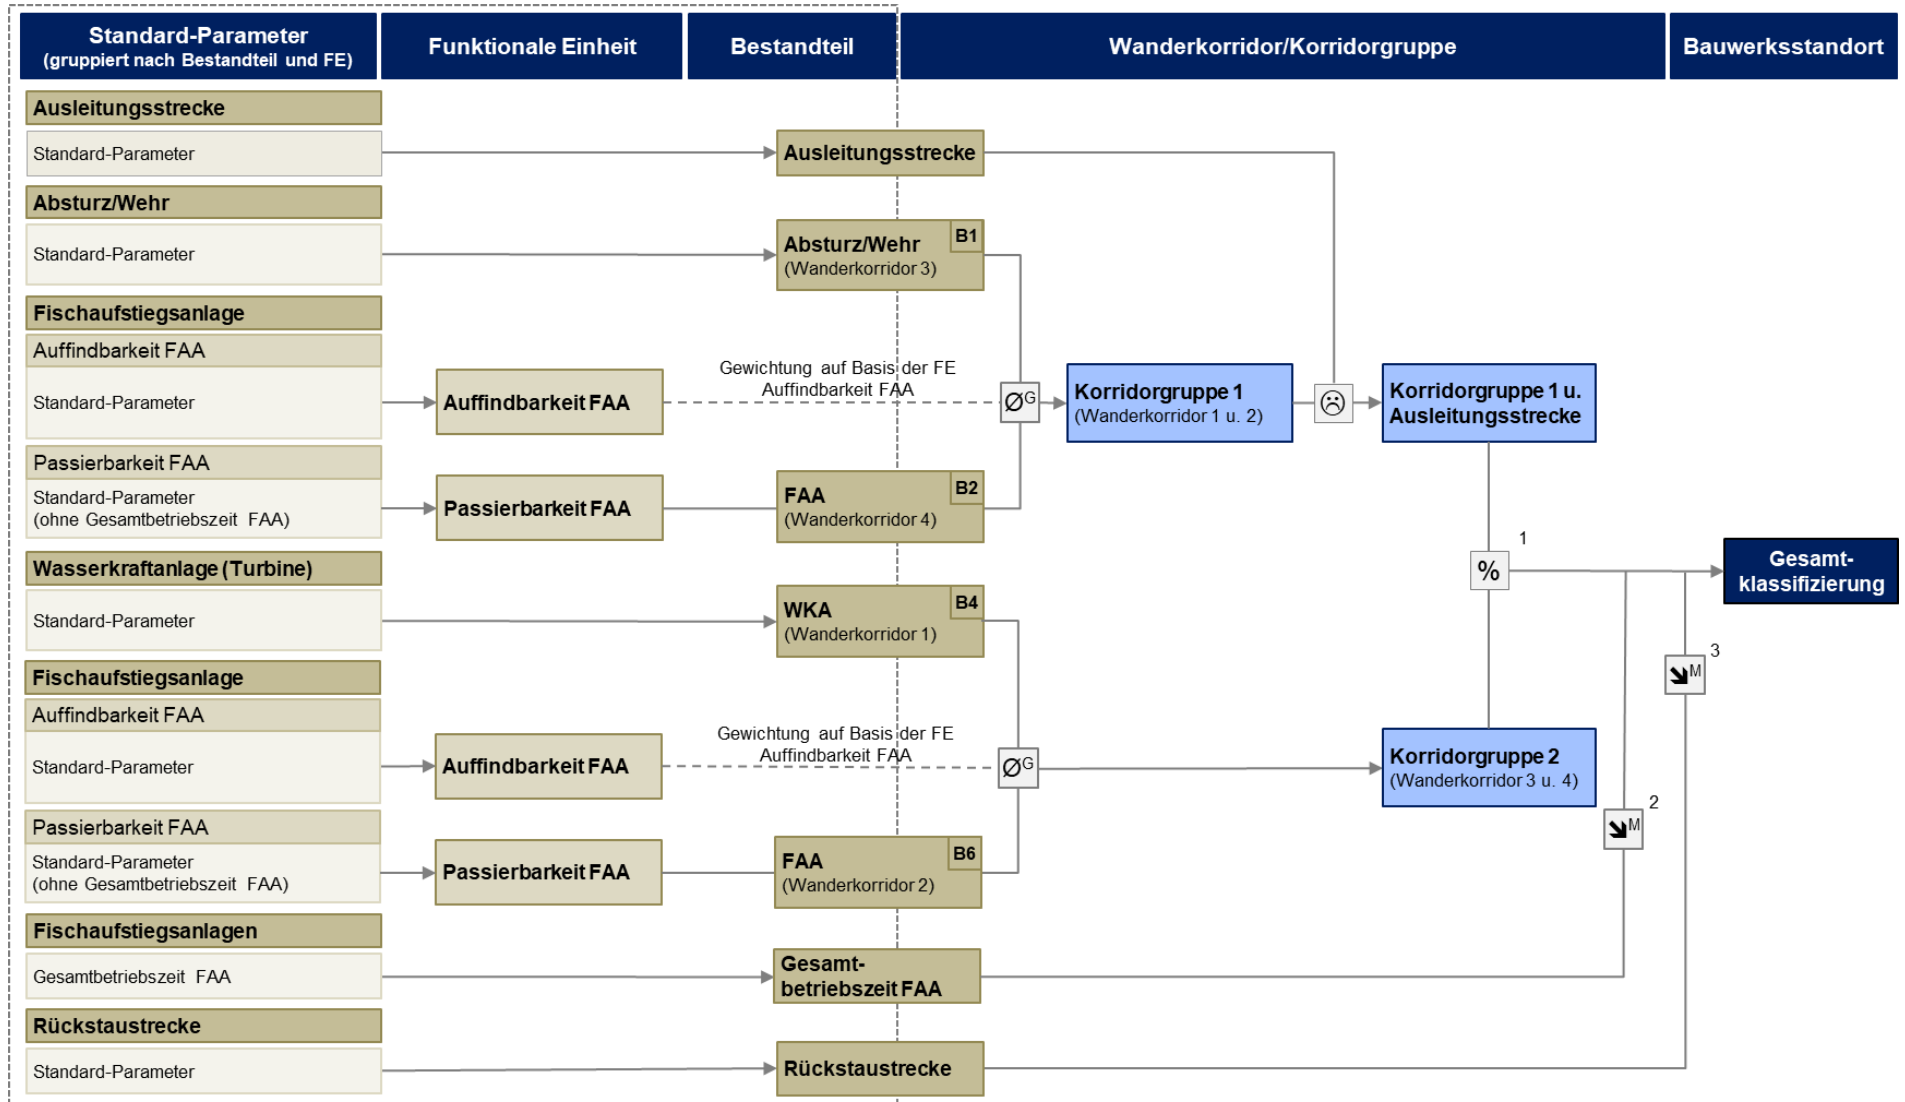 Standard-Parameter
(gruppiert nach Bestandteil und FE)
Funktionale Einheit
Bestandteil
Wanderkorridor/Korridorgruppe
Bauwerksstandort
Ausleitungsstrecke
Standard-Parameter
Ausleitungsstrecke
Absturz/Wehr
Standard-Parameter
Absturz/Wehr
(Wanderkorridor 3)
B1
Fischaufstiegsanlage
Auffindbarkeit FAA
Standard-Parameter
Auffindbarkeit FAA
Gewichtung auf Basis der FE
Auffindbarkeit FAA
ØG
Korridorgruppe 1
(Wanderkorridor 1 u. 2)
☹
Korridorgruppe 1 u.
Ausleitungsstrecke
Passierbarkeit FAA
Standard-Parameter
(ohne Gesamtbetriebszeit FAA)
Passierbarkeit FAA
FAA
(Wanderkorridor 4)
B2
1
%
Gesamt-
klassifizierung
Wasserkraftanlage (Turbine)
Standard-Parameter
WKA
(Wanderkorridor 1)
B4
3
M
Fischaufstiegsanlage
Auffindbarkeit FAA
Standard-Parameter
Auffindbarkeit FAA
Gewichtung auf Basis der FE
Auffindbarkeit FAA
ØG
Korridorgruppe 2
(Wanderkorridor 3 u. 4)
2
M
Passierbarkeit FAA
Standard-Parameter
(ohne Gesamtbetriebszeit FAA)
Passierbarkeit FAA
FAA
(Wanderkorridor 2)
B6
Fischaufstiegsanlagen
Gesamtbetriebszeit FAA
Gesamt-
betriebszeit FAA
Rückstaustrecke
Standard-Parameter
Rückstaustrecke